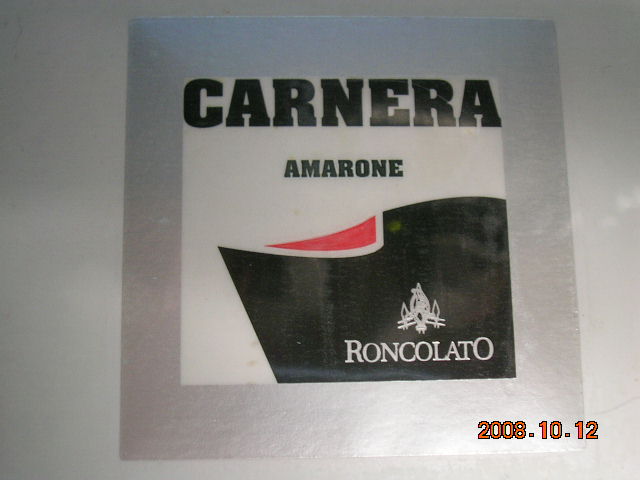 CARNERA
AMARONE
RONCOLATO
2008.10.12